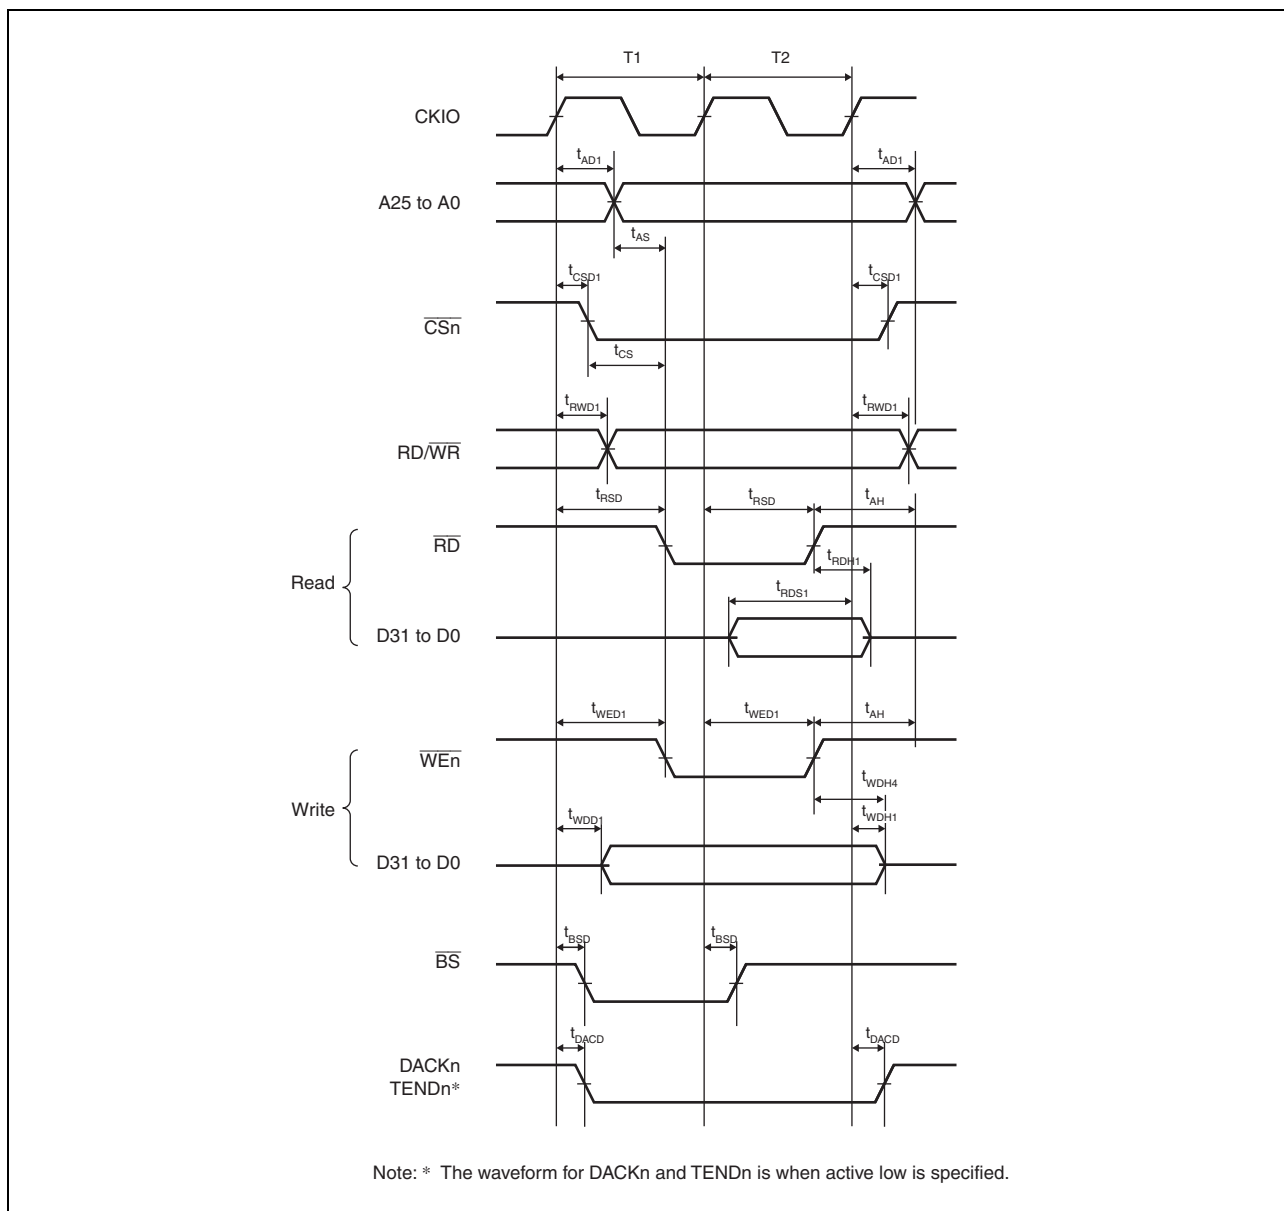 T1 T2
CKIO
tAD1 tAD1
A25 to A0
tAS
tCSD1 tCSD1
CSn
tCS
tRWD1 tRWD1
RD/WR
tRSD tRSD tAH
RD
tRDH1
Read
tRDS1
D31 to D0
tWED1 tWED1 tAH
WEn
tWDH4
Write
tWDD1 tWDH1
D31 to D0
tBSD tBSD
BS
tDACD tDACD
DACKn
TENDn*
Note: * The waveform for DACKn and TENDn is when active low is specified.